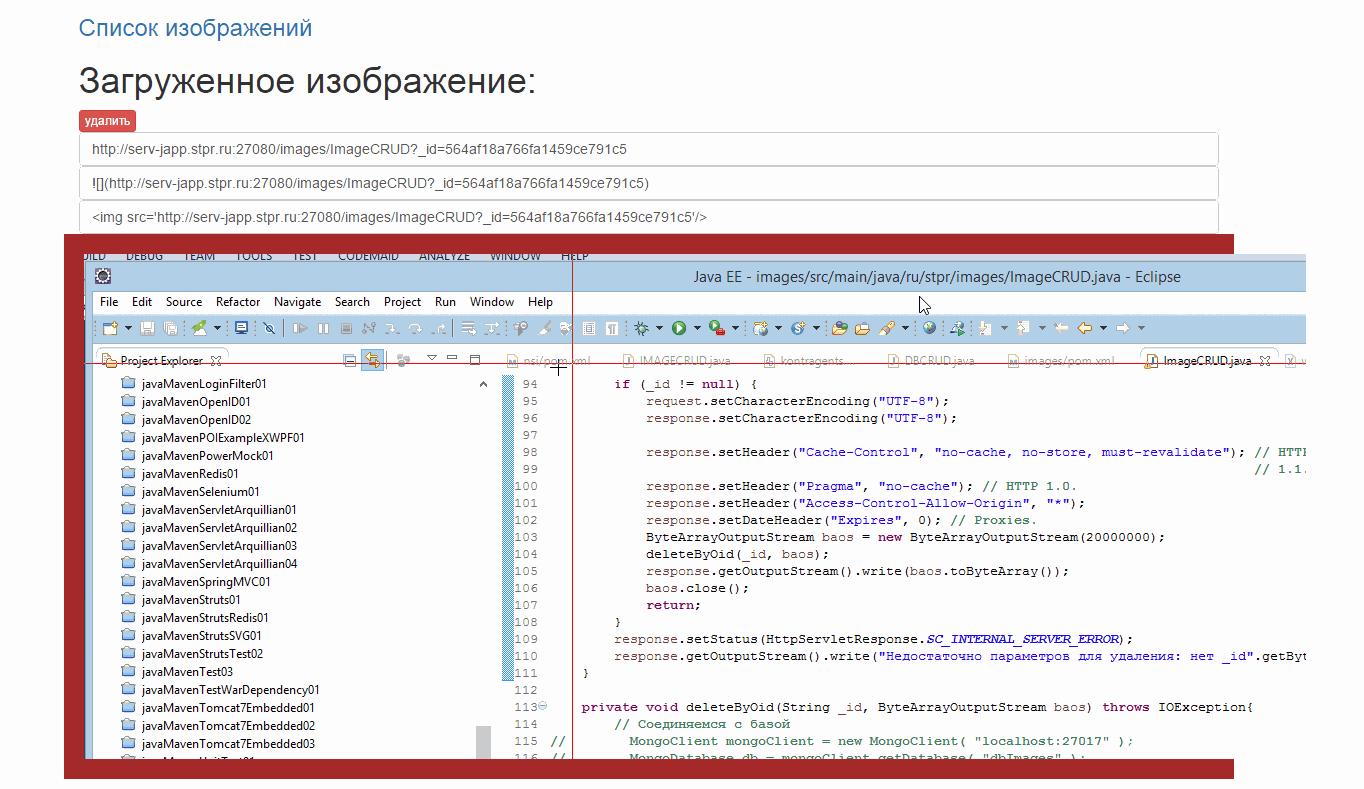 Список изображений
Загруженное изображение:
удалить
http://serv-japp.stpr.ru:27080/images/ImageCRUD?_id=564af18a766fa1459ce791c5
![](http://serv-japp.stpr.ru:27080/images/ImageCRUD?_id=564af18a766fa1459ce791c5)
<img src='http://serv-japp.stpr.ru:27080/images/ImageCRUD?_id=564af18a766fa1459ce791c5'/>
DEBUG TEAM TOOLS TEST CODEMAID ANALYZE WINDOW HELP
Java EE - images/src/main/java/ru/stpr/images/ImageCRUD.java - Eclipse
File Edit Source Refactor Navigate Search Project Run Window Help
Project Explorer nsi/pom.xml IMAGECRUD.java kontragents... DBCRUD.java images/pom.xml ImageCRUD.java
javaMavenLoginFilter01
javaMavenOpenID01
javaMavenOpenID02
javaMavenPOIExampleXWPF01
javaMavenPowerMock01
javaMavenRedis01
javaMavenSelenium01
javaMavenServletArquillian01
javaMavenServletArquillian02
javaMavenServletArquillian03
javaMavenServletArquillian04
javaMavenSpringMVC01
javaMavenStruts01
javaMavenStrutsRedis01
javaMavenStrutsSVG01
javaMavenStrutsTest02
javaMavenTest03
javaMavenTestWarDependency01
javaMavenTomcat7Embedded01
javaMavenTomcat7Embedded02
javaMavenTomcat7Embedded03
94 if (_id != null) {
95 request.setCharacterEncoding("UTF-8");
96 response.setCharacterEncoding("UTF-8");
97
98 response.setHeader("Cache-Control", "no-cache, no-store, must-revalidate"); // HTTP
99 // 1.1.
100 response.setHeader("Pragma", "no-cache"); // HTTP 1.0.
101 response.setHeader("Access-Control-Allow-Origin", "*");
102 response.setDateHeader("Expires", 0); // Proxies.
103 ByteArrayOutputStream baos = new ByteArrayOutputStream(20000000);
104 deleteByOid(_id, baos);
105 response.getOutputStream().write(baos.toByteArray());
106 baos.close();
107 return;
108 }
109 response.setStatus(HttpServletResponse.SC_INTERNAL_SERVER_ERROR);
110 response.getOutputStream().write("Недостаточно параметров для удаления: нет _id".getByt
111 }
112
113 private void deleteByOid(String _id, ByteArrayOutputStream baos) throws IOException{
114 // Соединяемся с базой
115 // MongoClient mongoClient = new MongoClient( "localhost:27017" );
116 // MongoDatabase db = mongoClient.getDatabase( "dbImages" );